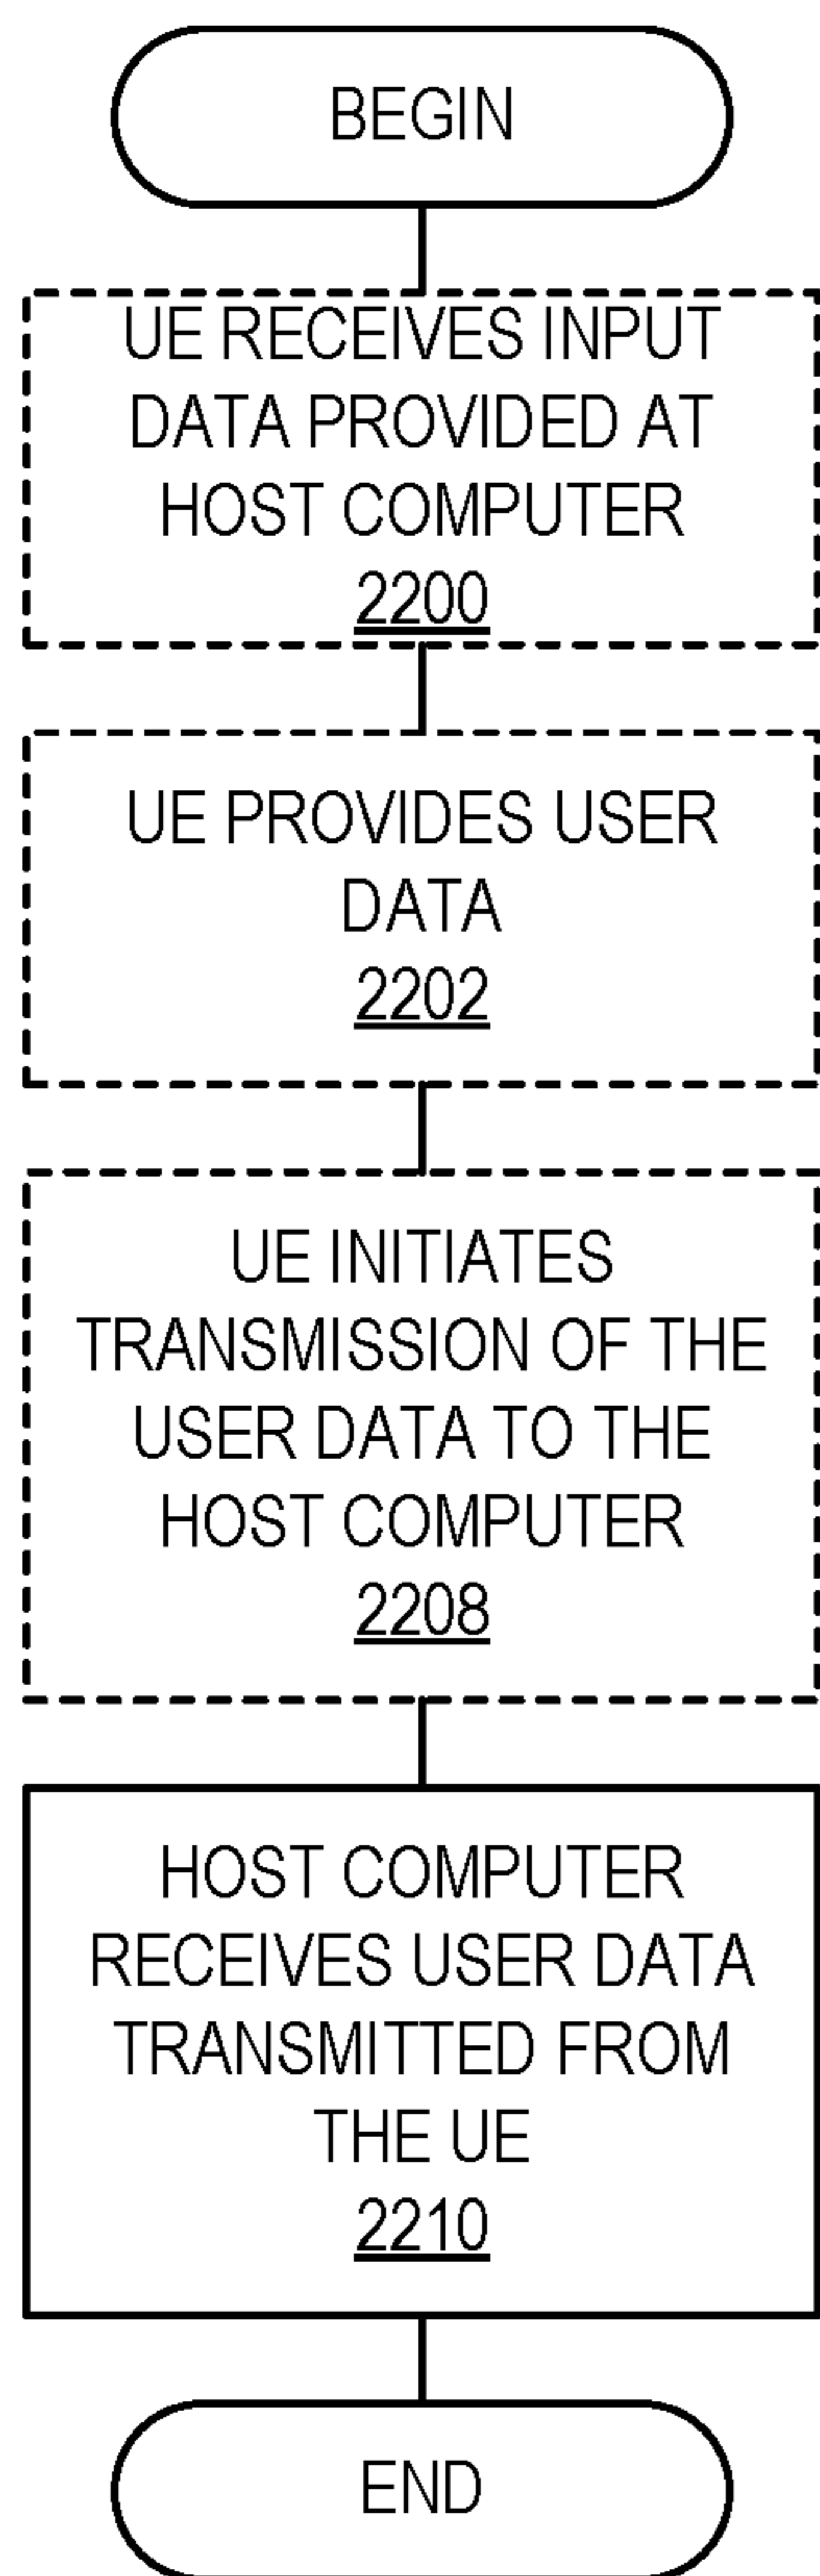 BEGIN
UE RECEIVES INPUT
DATA PROVIDED AT
HOST COMPUTER
2200
UE PROVIDES USER
DATA
2202
UE INITIATES
TRANSMISSION OF THE
USER DATA TO THE
HOST COMPUTER
2208
HOST COMPUTER
RECEIVES USER DATA
TRANSMITTED FROM
THE UE
2210
END